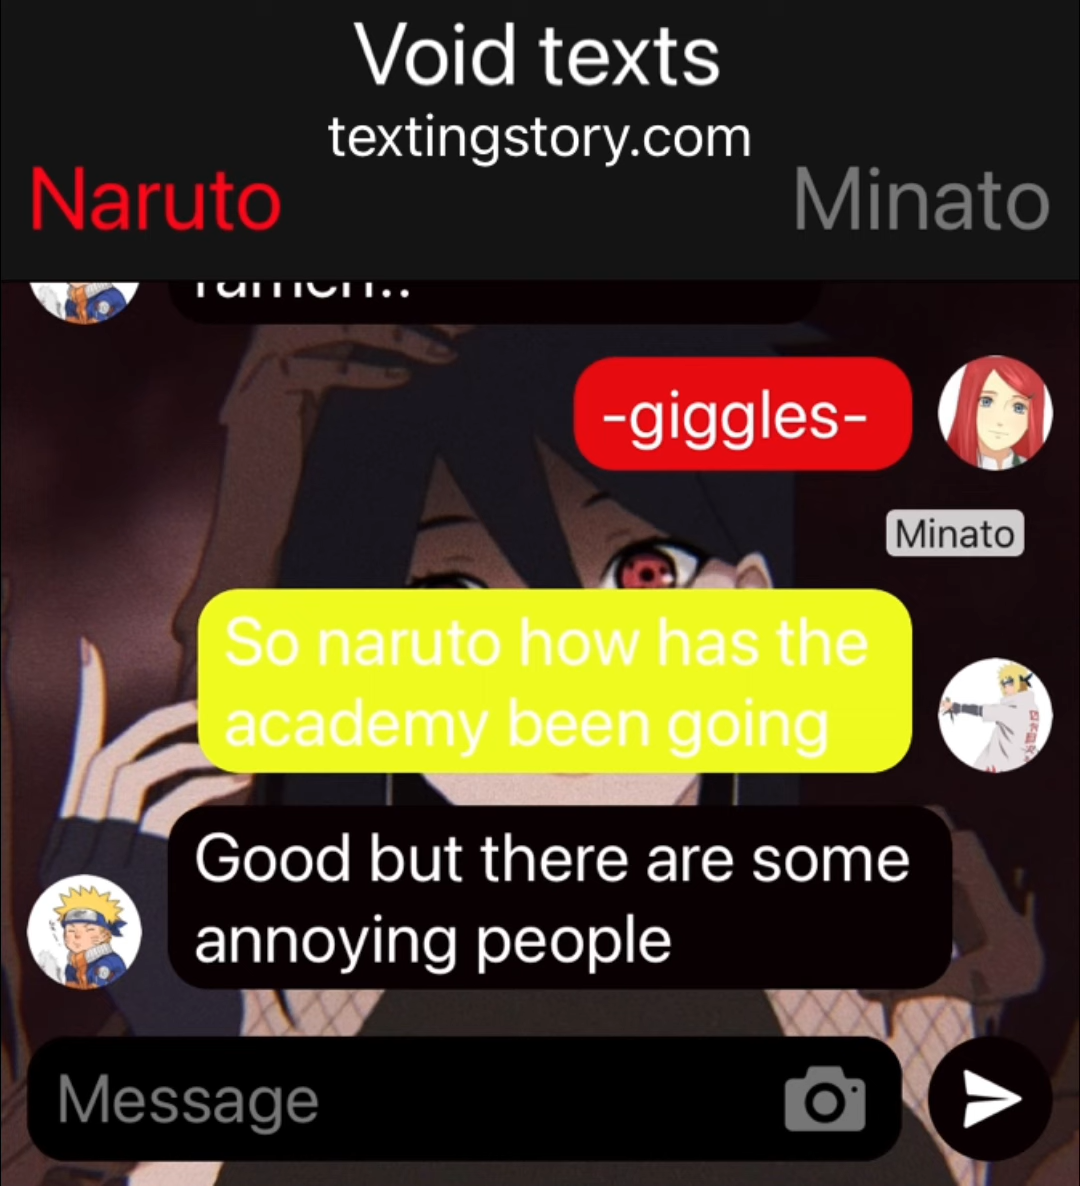 Void texts
textingstory.com
Naruto
Minato
ramen..
-giggles-
Minato
So naruto how has the
academy been going
Good but there are some
annoying people
Message